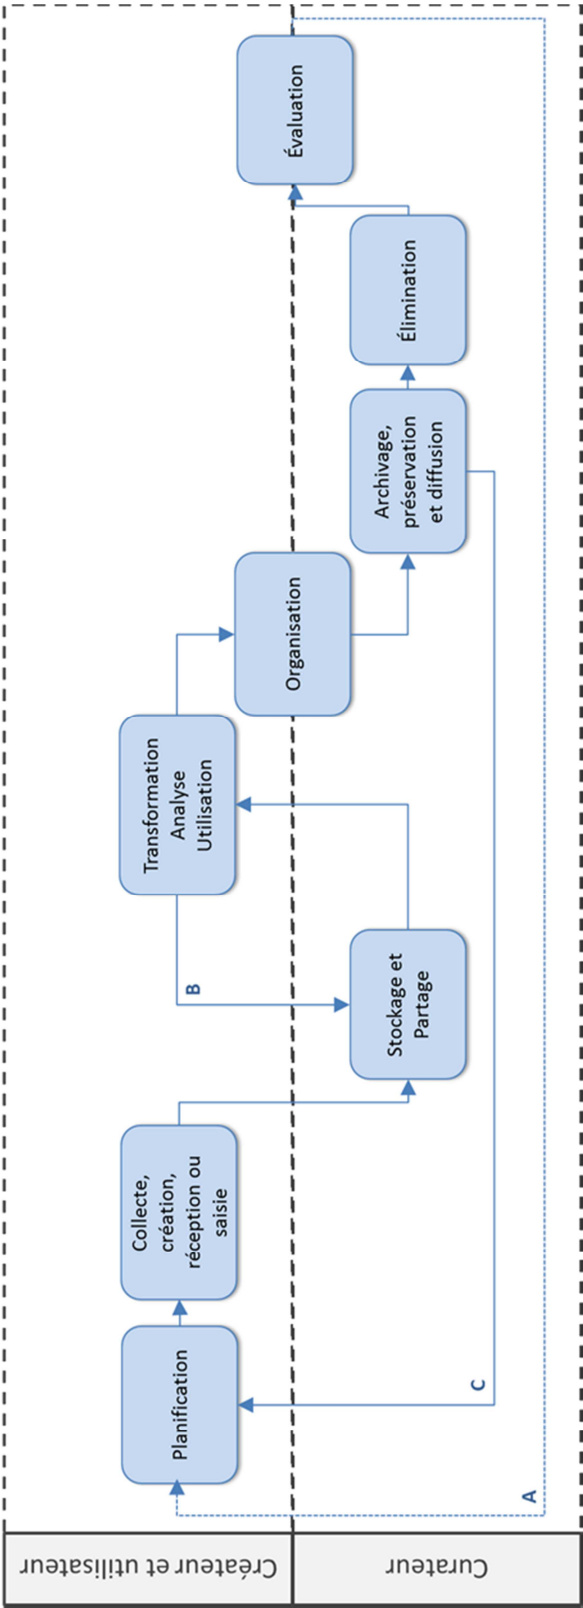 Créateur et utilisateur
Curateur
Planification
Collecte,
création,
réception ou
saisie
Stockage et
Partage
Transformation
Analyse
Utilisation
Organisation
Archivage,
préservation
et diffusion
Élimination
Évaluation
A
B
C